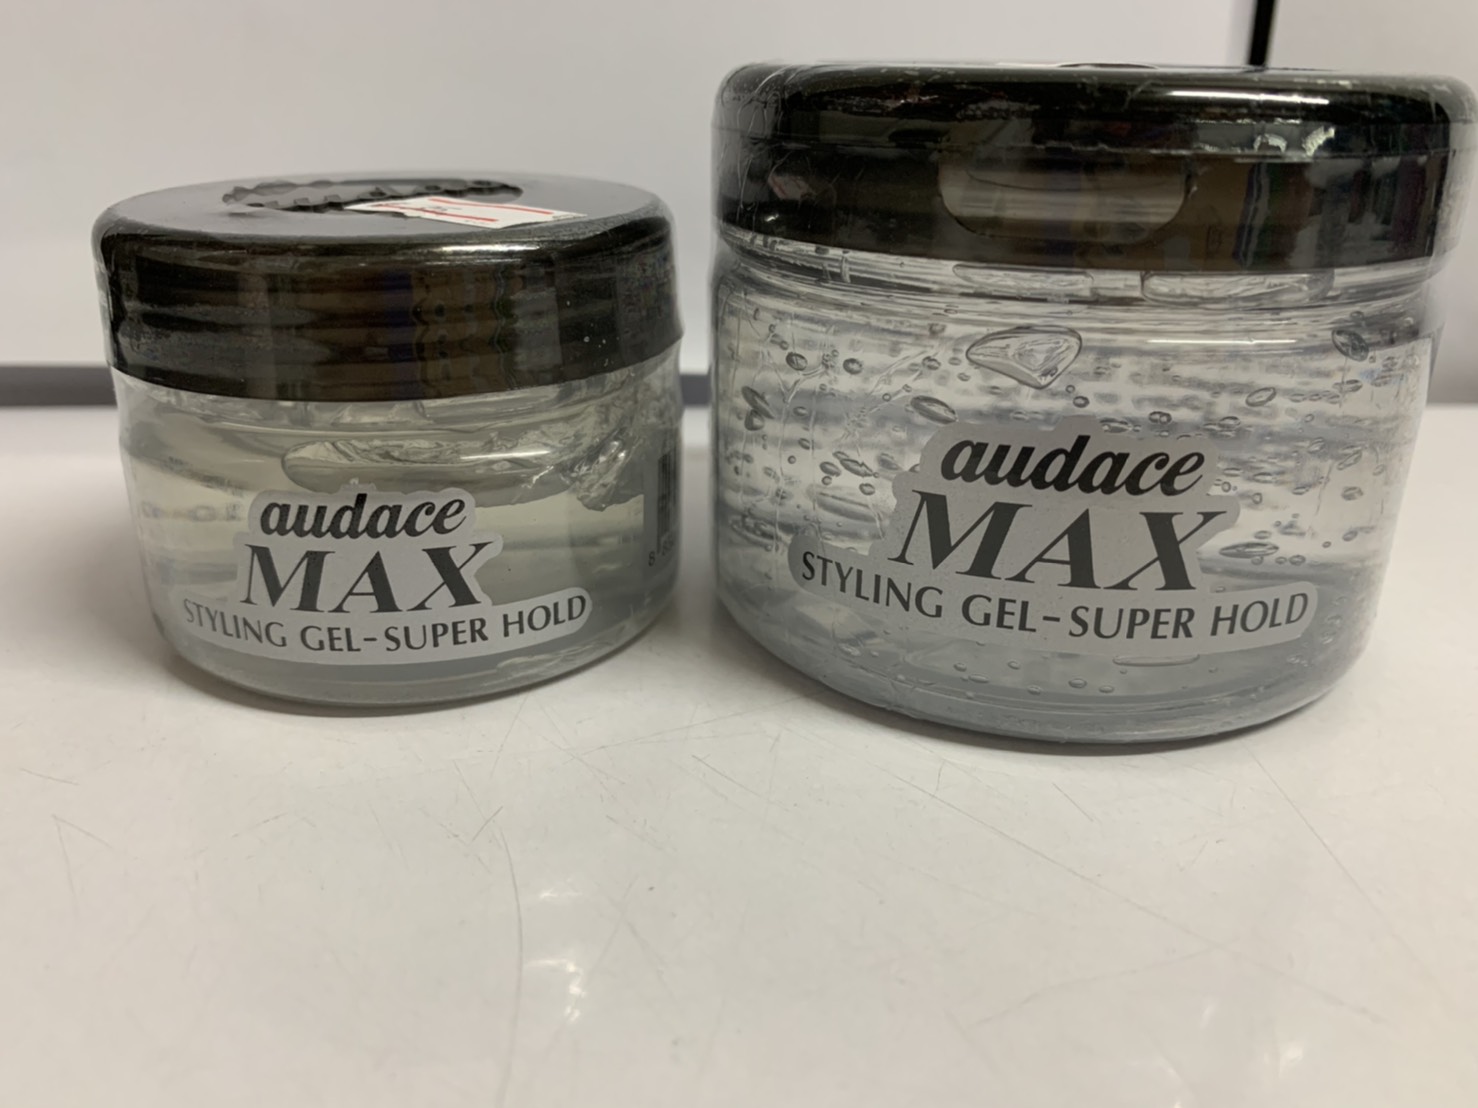 audace
MAX
STYLING GEL-SUPER HOLD
audace
MAX
STYLING GEL-SUPER HOLD